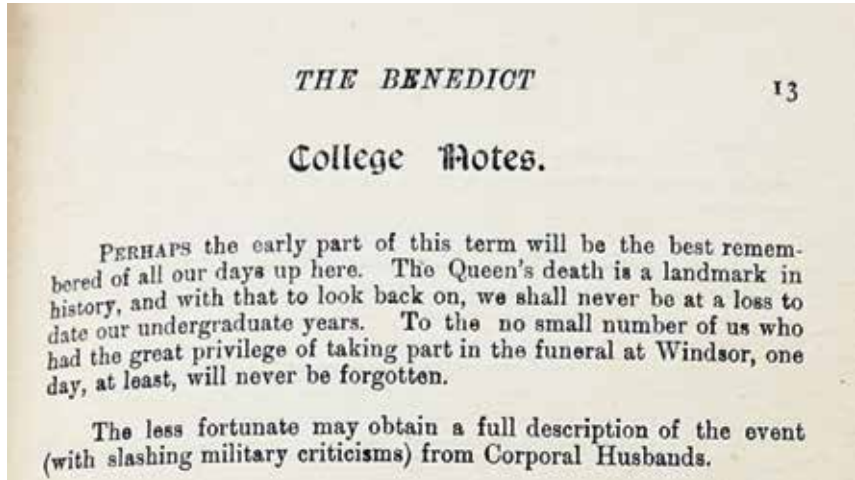 THE BENEDICT 13
College Notes.
PERHAPS the early part of this term will be the best remem-
bered of all our days up here. The Queen's death is a landmark in
history, and with that to look back on, we shall never be at a loss to
date our undergraduate years. To the no small number of us who
had the great privilege of taking part in the funeral at Windsor, one
day, at least, will never be forgotten.
The less fortunate may obtain a full description of the event
(with slashing military criticisms) from Corporal Husbands.